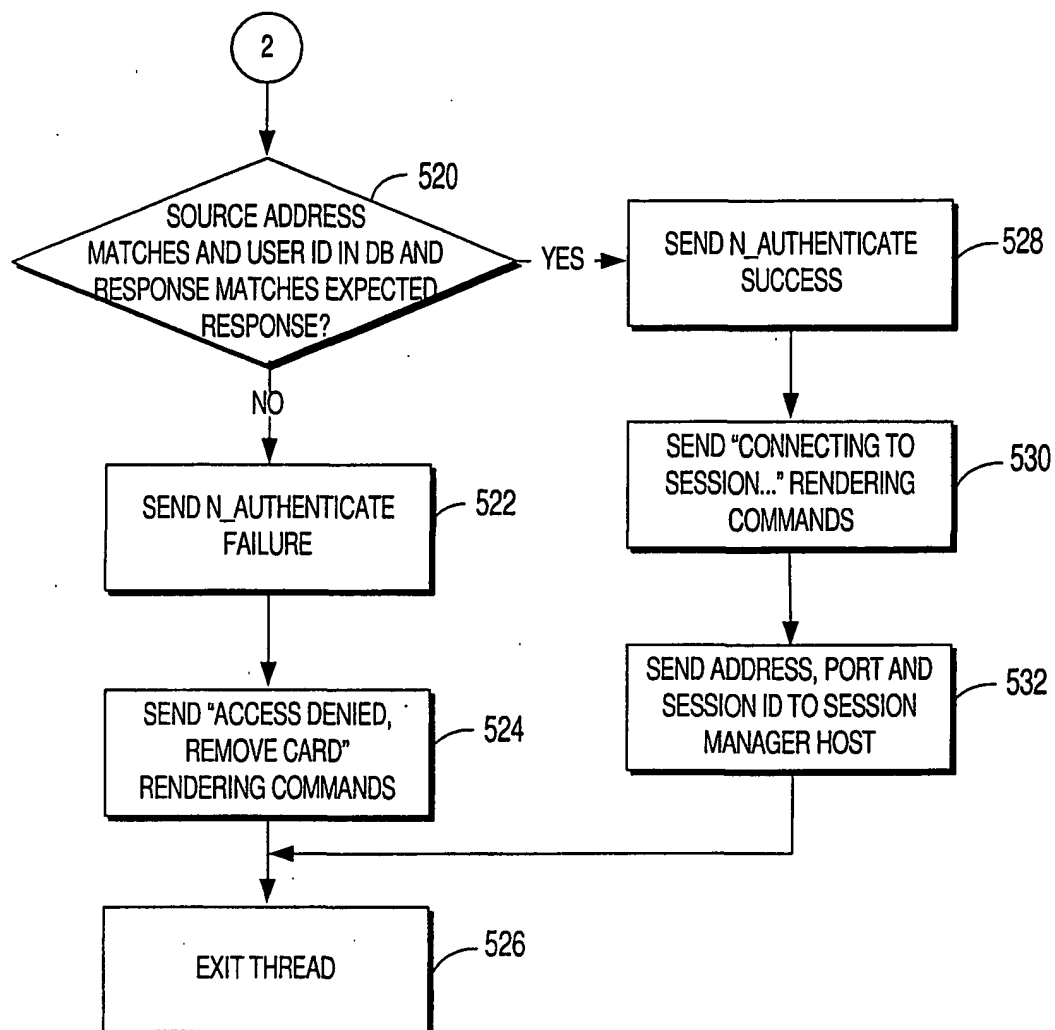 2
520
SOURCE ADDRESS
MATCHES AND USER ID IN DB AND
RESPONSE MATCHES EXPECTED
RESPONSE?
YES
SEND N_AUTHENTICATE
SUCCESS
528
NO
SEND "CONNECTING TO
SESSION..." RENDERING
COMMANDS
530
SEND N_AUTHENTICATE
FAILURE
522
SEND ADDRESS, PORT AND
SESSION ID TO SESSION
MANAGER HOST
532
SEND "ACCESS DENIED,
REMOVE CARD"
RENDERING COMMANDS
524
EXIT THREAD
526